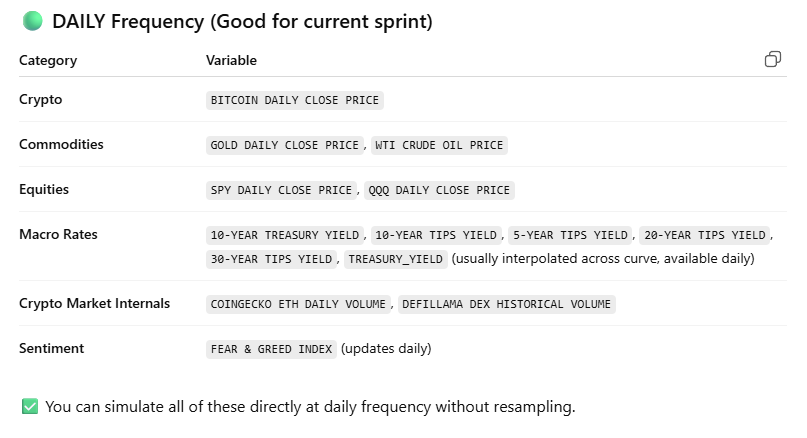 DAILY Frequency (Good for current sprint)
Category Variable
Crypto BITCOIN DAILY CLOSE PRICE
Commodities GOLD DAILY CLOSE PRICE, WTI CRUDE OIL PRICE
Equities SPY DAILY CLOSE PRICE, QQQ DAILY CLOSE PRICE
Macro Rates 10-YEAR TREASURY YIELD, 10-YEAR TIPS YIELD, 5-YEAR TIPS YIELD, 20-YEAR TIPS YIELD,
30-YEAR TIPS YIELD, TREASURY_YIELD (usually interpolated across curve, available daily)
Crypto Market Internals COINGECKO ETH DAILY VOLUME, DEFILLAMA DEX HISTORICAL VOLUME
Sentiment FEAR & GREED INDEX (updates daily)
You can simulate all of these directly at daily frequency without resampling.